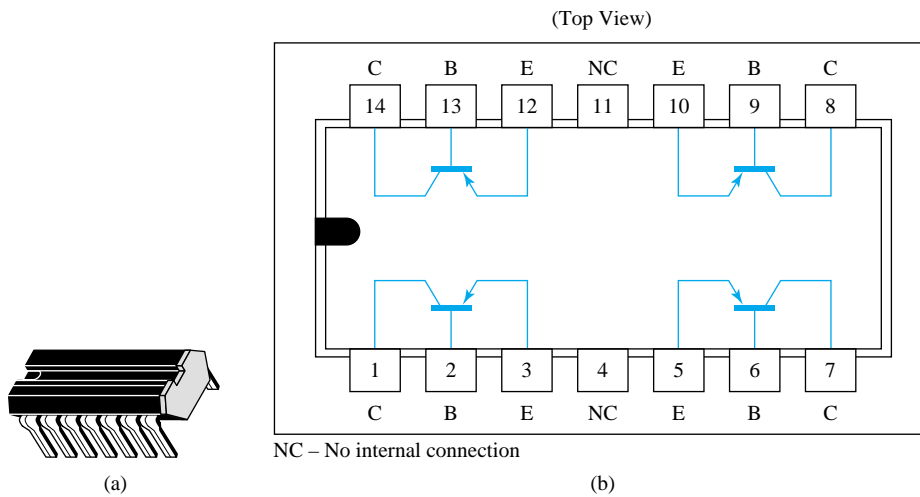 (Top View)
C B E NC E B C
14 13 12 11 10 9 8
1 2 3 4 5 6 7
C B E NC E B C
NC – No internal connection
(a) (b)